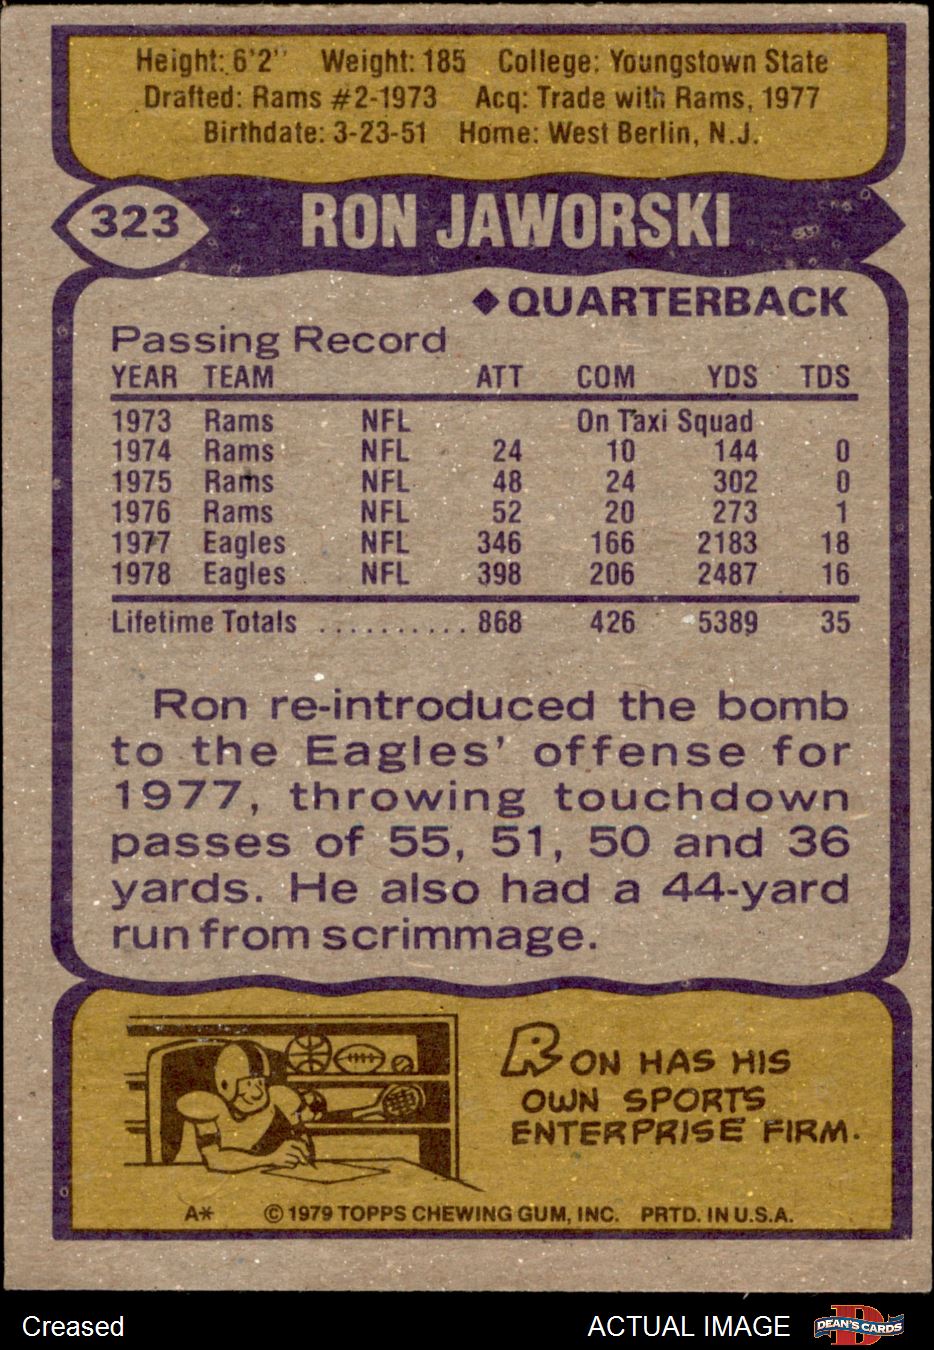 Height: 6'2" Weight: 185 College: Youngstown State
Drafted: Rams #2-1973 Acq: Trade with Rams, 1977
Birthdate: 3-23-51 Home: West Berlin, N.J.
323 RON JAWORSKI
◆QUARTERBACK
Passing Record
YEAR TEAM ATT COM YDS TDS
1973 Rams NFL On Taxi Squad
1974 Rams NFL 24 10 144 0
1975 Rams NFL 48 24 302 0
1976 Rams NFL 52 20 273 1
1977 Eagles NFL 346 166 2183 18
1978 Eagles NFL 398 206 2487 16
Lifetime Totals .......... 868 426 5389 35
Ron re-introduced the bomb
to the Eagles' offense for
1977, throwing touchdown
passes of 55, 51, 50 and 36
yards. He also had a 44-yard
run from scrimmage.
RON HAS HIS
OWN SPORTS
ENTERPRISE FIRM.
A* © 1979 TOPPS CHEWING GUM, INC. PRTD. IN U.S.A.
Creased ACTUAL IMAGE DEAN'S CARDS